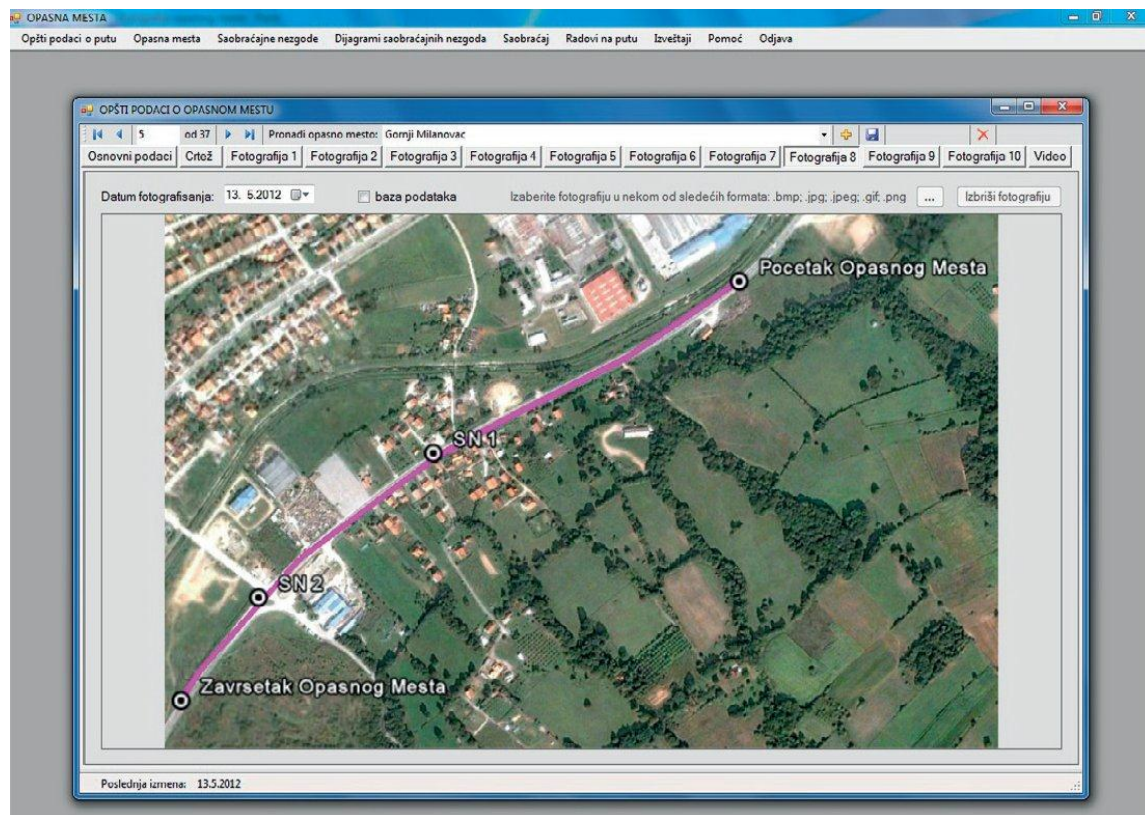 OPASNA MESTA
Opšti podaci o putu Opasna mesta Saobraćajne nezgode Dijagrami saobraćajnih nezgoda Saobraćaj Radovi na putu Izveštaji Pomoć Odjava
OPŠTI PODACI O OPASNOM MESTU
5 od 37 Pronađi opasno mesto: Gornji Milanovac
Osnovni podaci Crtož Fotografija 1 Fotografija 2 Fotografija 3 Fotografija 4 Fotografija 5 Fotografija 6 Fotografija 7 Fotografija 8 Fotografija 9 Fotografija 10 Video
Datum fotografisanja: 13. 5.2012 baza podataka Izaberite fotografiju u nekom od sledećih formata: .bmp; .jpg; .jpeg; .gif; .png ... Izbriši fotografiju
Pocetak Opasnog Mesta
SN 1
SN 2
Zavrsetak Opasnog Mesta
Poslednja izmena: 13.5.2012